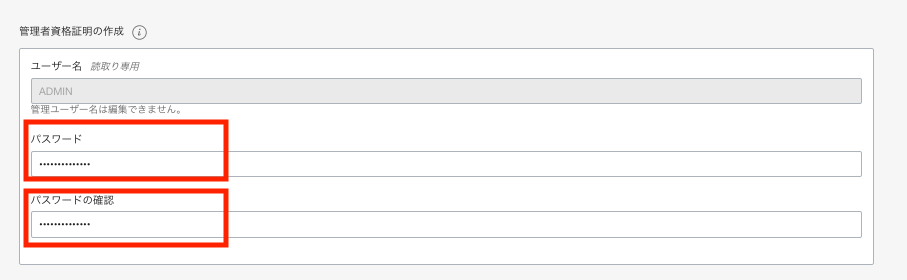 管理者資格証明の作成 i
ユーザー名 読取り専用
ADMIN
管理ユーザー名は編集できません。
パスワード
••••••••••••••
パスワードの確認
••••••••••••••